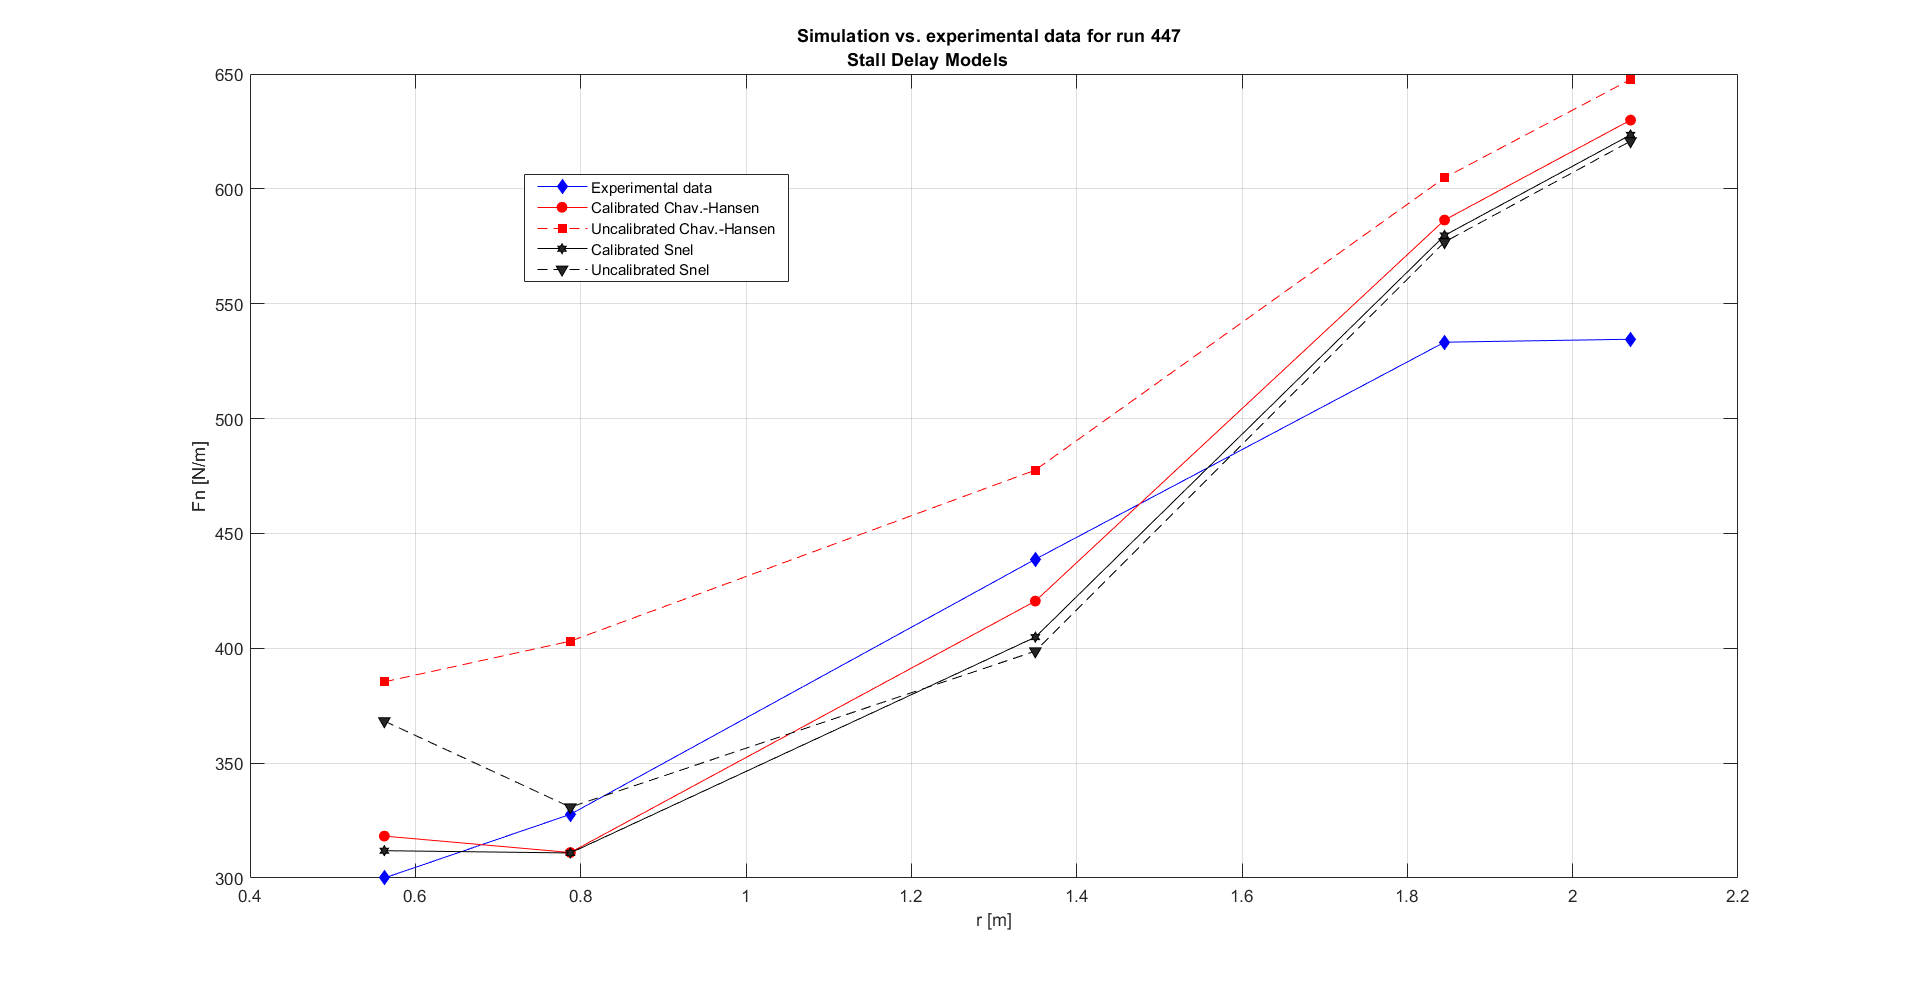 Simulation vs. experimental data for run 447
Stall Delay Models
650
600
550
500
450
400
350
300
Fn [N/m]
Experimental data
Calibrated Chav.-Hansen
Uncalibrated Chav.-Hansen
Calibrated Snel
Uncalibrated Snel
0.4 0.6 0.8 1 1.2 1.4 1.6 1.8 2 2.2
r [m]